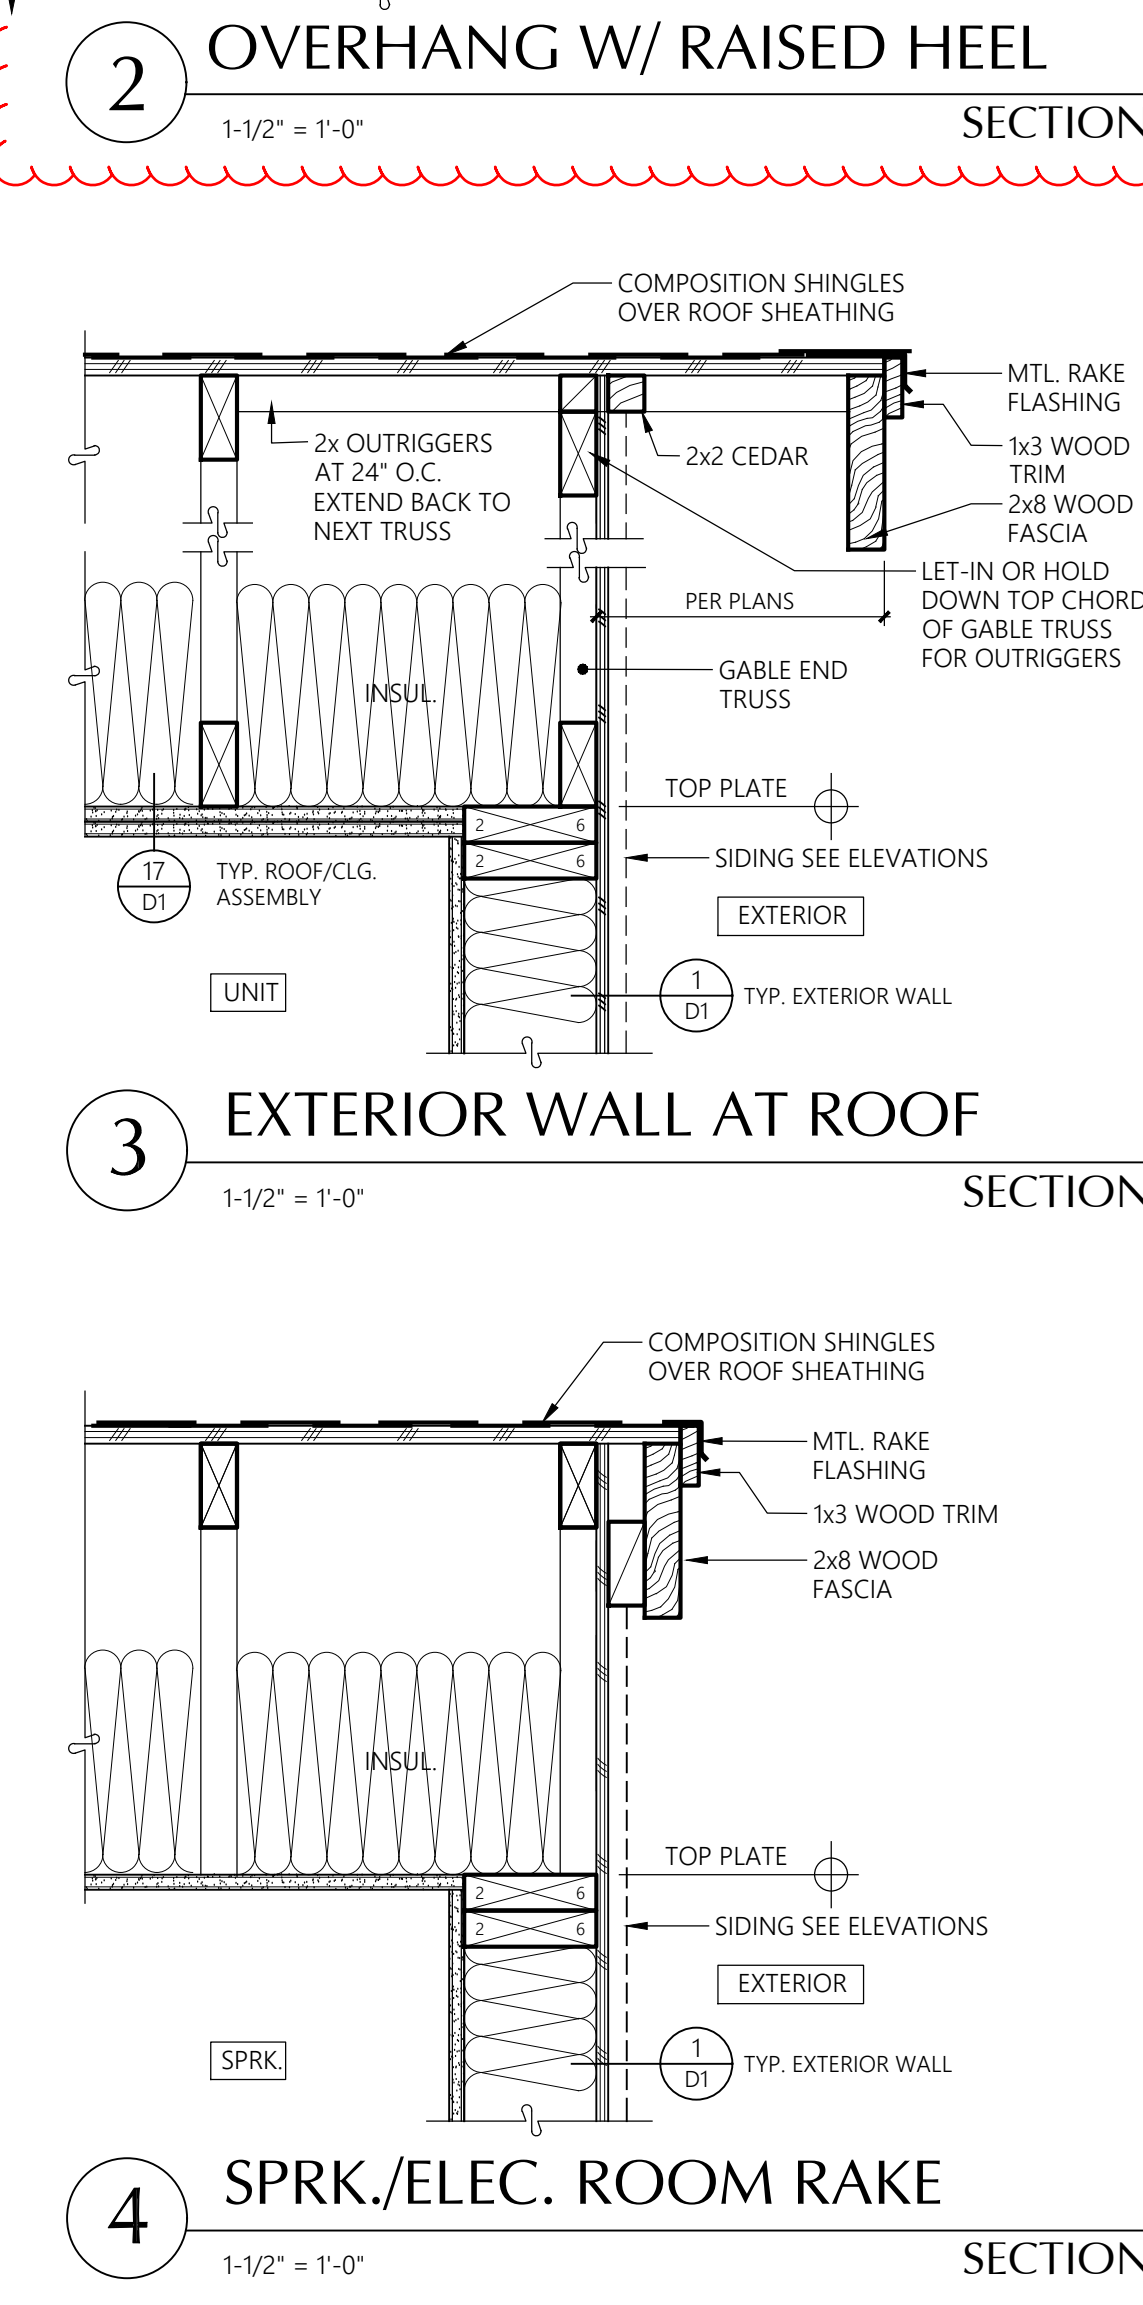 2
OVERHANG W/ RAISED HEEL
1-1/2" = 1'-0"
SECTION
COMPOSITION SHINGLES
OVER ROOF SHEATHING
MTL. RAKE
FLASHING
1x3 WOOD
TRIM
2x8 WOOD
FASCIA
2x OUTRIGGERS
AT 24" O.C.
EXTEND BACK TO
NEXT TRUSS
2x2 CEDAR
LET-IN OR HOLD
DOWN TOP CHORD
OF GABLE TRUSS
FOR OUTRIGGERS
PER PLANS
INSUL.
GABLE END
TRUSS
TOP PLATE
2 6
2 6
SIDING SEE ELEVATIONS
17
D1
TYP. ROOF/CLG.
ASSEMBLY
EXTERIOR
UNIT
1
D1
TYP. EXTERIOR WALL
3
EXTERIOR WALL AT ROOF
1-1/2" = 1'-0"
SECTION
COMPOSITION SHINGLES
OVER ROOF SHEATHING
MTL. RAKE
FLASHING
1x3 WOOD TRIM
2x8 WOOD
FASCIA
INSUL.
TOP PLATE
2 6
2 6
SIDING SEE ELEVATIONS
EXTERIOR
SPRK.
1
D1
TYP. EXTERIOR WALL
4
SPRK./ELEC. ROOM RAKE
1-1/2" = 1'-0"
SECTION